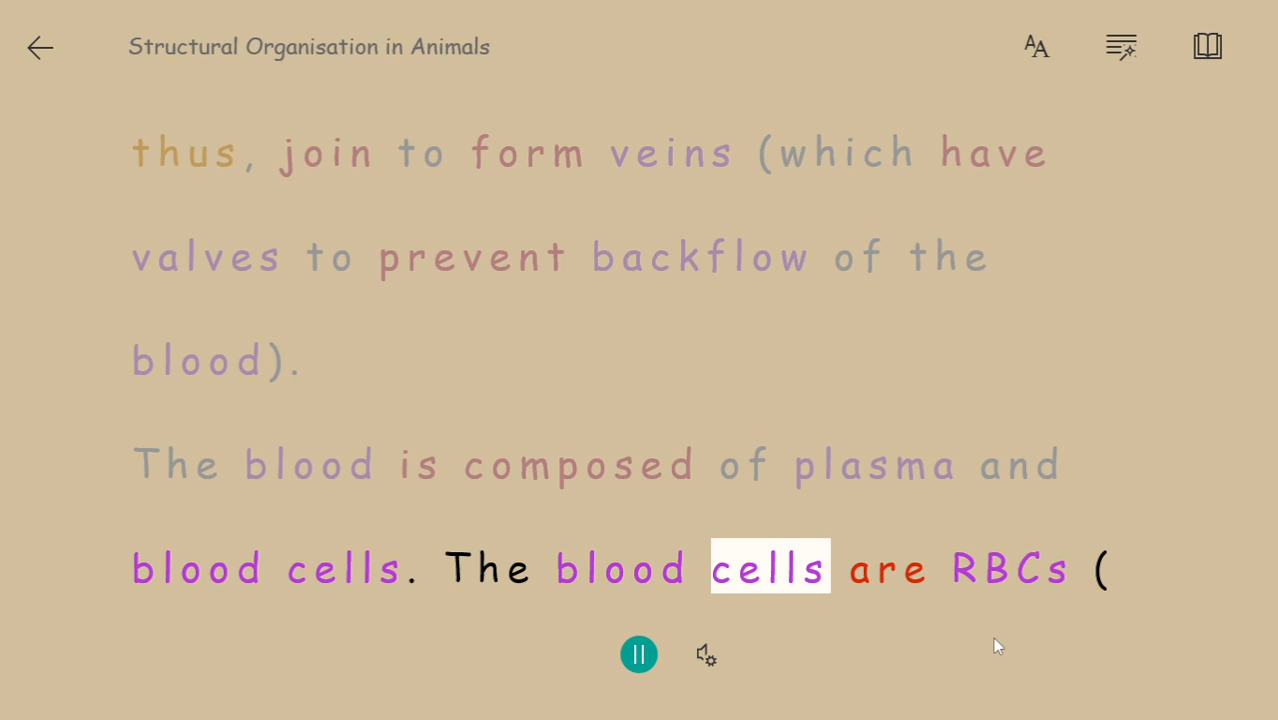 Structural Organisation in Animals
thus, join to form veins (which have
valves to prevent backflow of the
blood).
The blood is composed of plasma and
blood cells. The blood cells are RBCs (